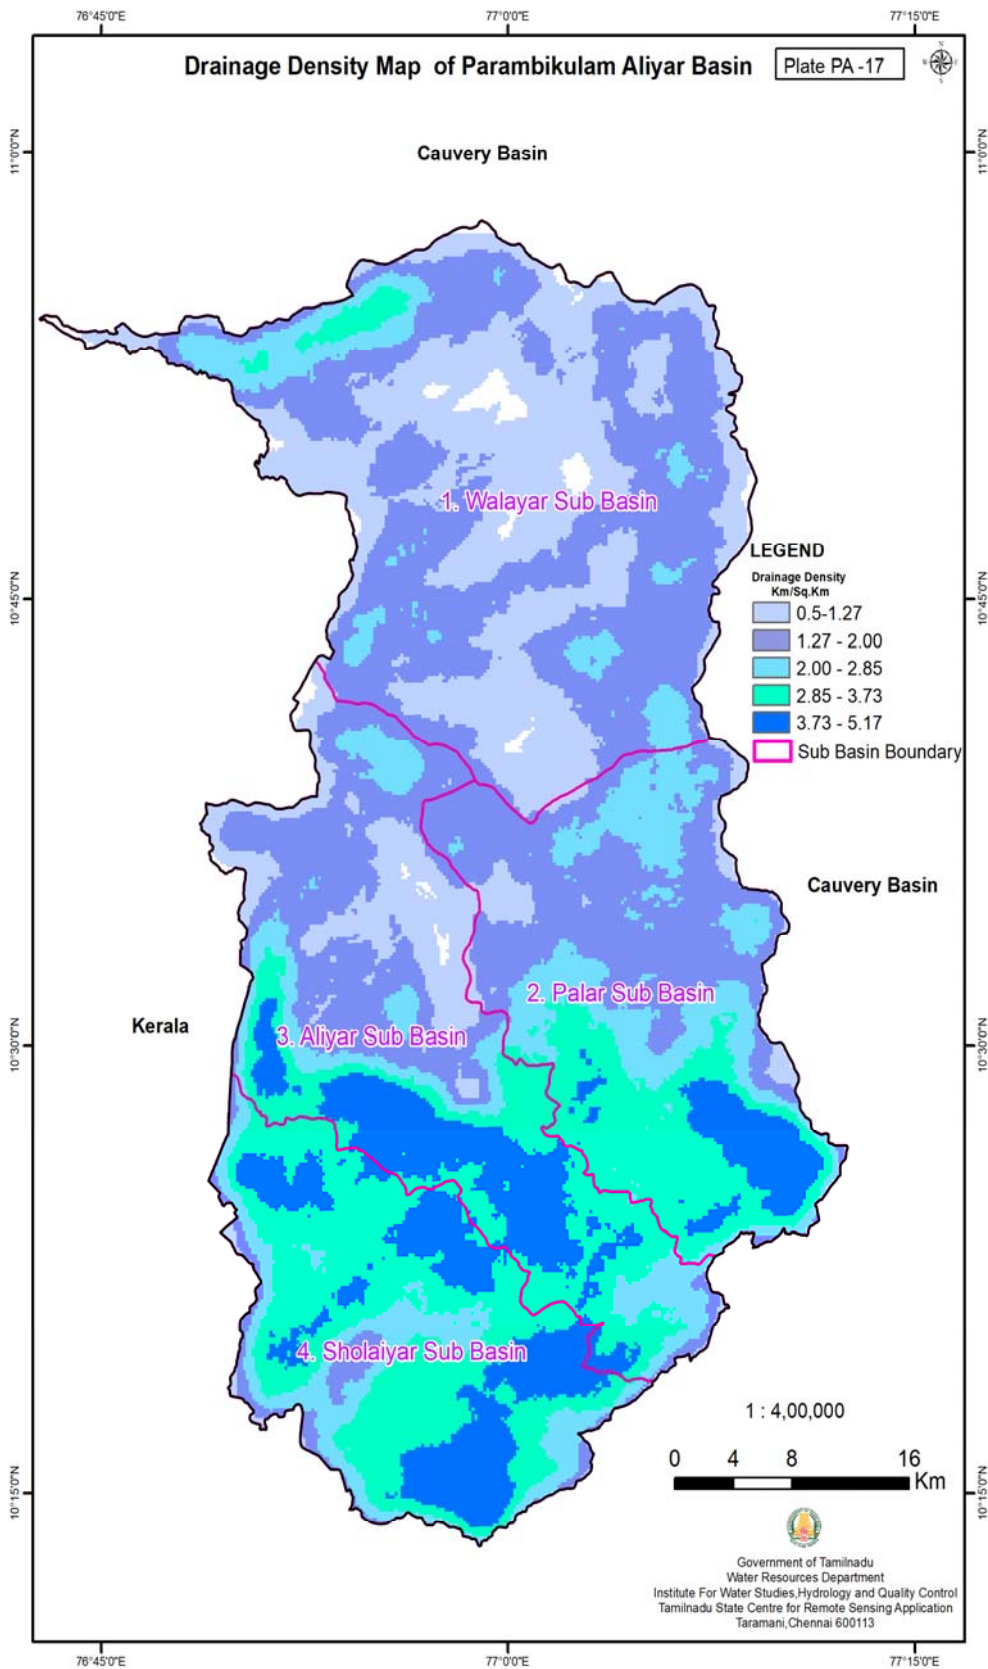 76°45'0"E
77°0'0"E
77°15'0"E
Drainage Density Map of Parambikulam Aliyar Basin
Plate PA -17
N
W
E
S
11°0'0"N
11°0'0"N
Cauvery Basin
1. Walayar Sub Basin
LEGEND
Drainage Density
Km/Sq.Km
0.5-1.27
1.27 - 2.00
2.00 - 2.85
2.85 - 3.73
3.73 - 5.17
Sub Basin Boundary
10°45'0"N
10°45'0"N
Cauvery Basin
2. Palar Sub Basin
Kerala
3. Aliyar Sub Basin
10°30'0"N
10°30'0"N
4. Sholaiyar Sub Basin
1 : 4,00,000
0 4 8 16
Km
10°15'0"N
10°15'0"N
Government of Tamilnadu
Water Resources Department
Institute For Water Studies,Hydrology and Quality Control
Tamilnadu State Centre for Remote Sensing Application
Taramani,Chennai 600113
76°45'0"E
77°0'0"E
77°15'0"E